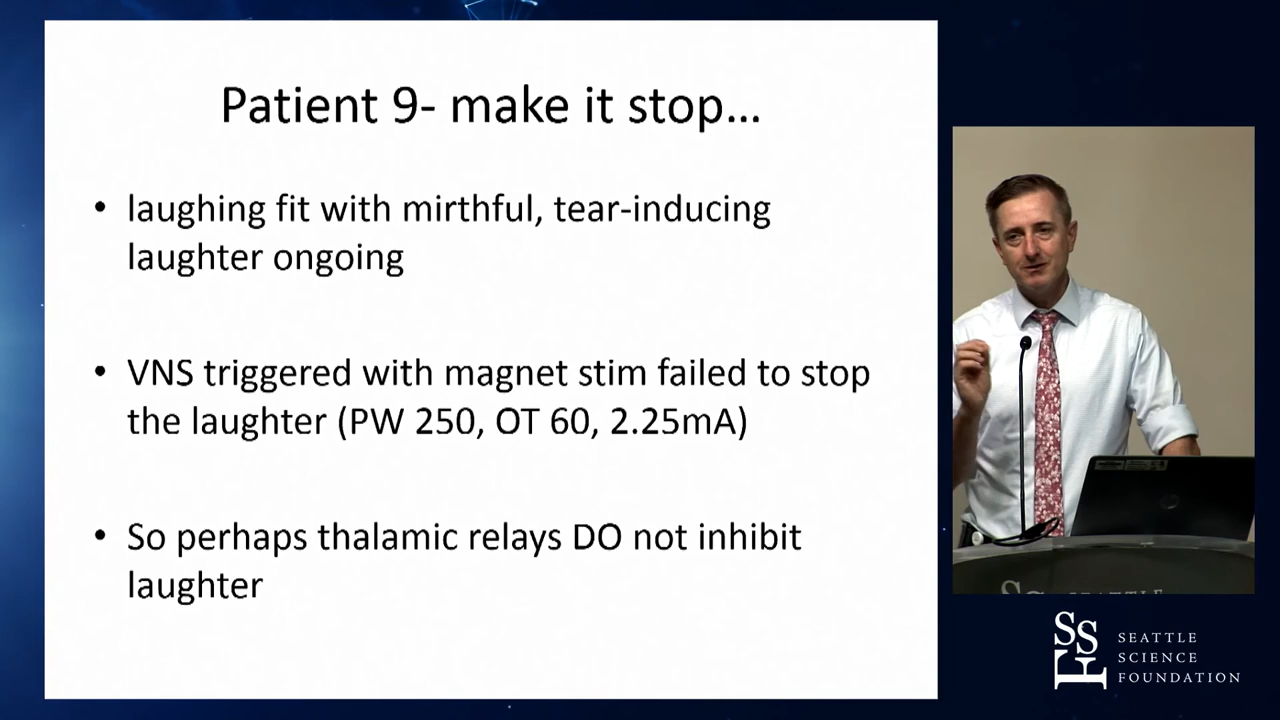 Patient 9- make it stop…
• laughing fit with mirthful, tear-inducing
laughter ongoing
• VNS triggered with magnet stim failed to stop
the laughter (PW 250, OT 60, 2.25mA)
• So perhaps thalamic relays DO not inhibit
laughter
SSF
SEATTLE
SCIENCE
FOUNDATION